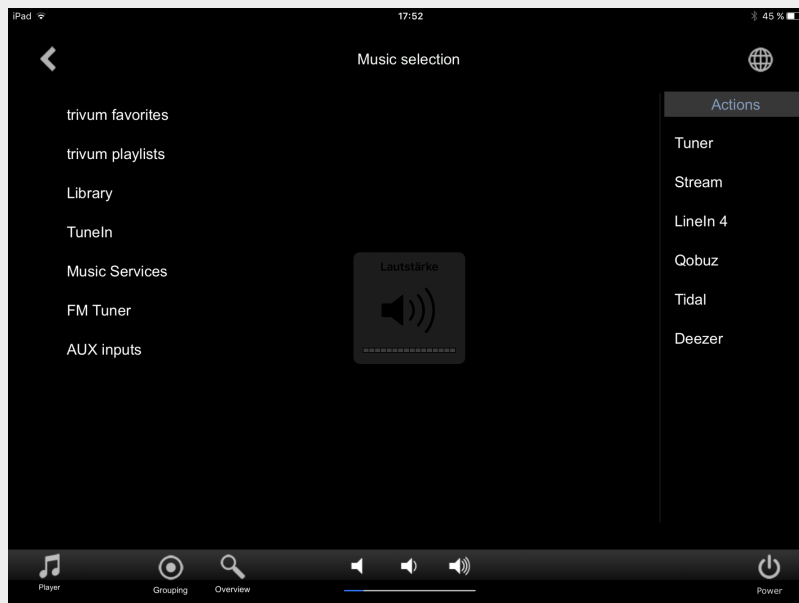 iPad 17:52 45 %
Music selection
trivum favorites
trivum playlists
Library
TuneIn
Music Services
FM Tuner
AUX inputs
Lautstärke
Actions
Tuner
Stream
LineIn 4
Qobuz
Tidal
Deezer
Player
Grouping
Overview
Power